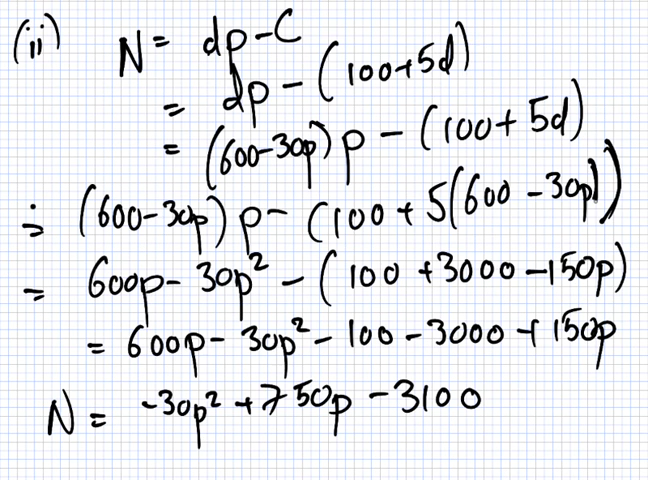 (ii) N = dp - C
= dp - (100+5d)
= (600-30p) p - (100 + 5d)
= (600-30p) p - (100 + 5(600 - 30p))
= 600p - 30p² - (100 + 3000 - 150p)
= 600p - 30p² - 100 - 3000 + 150p
N = -30p² + 750p - 3100